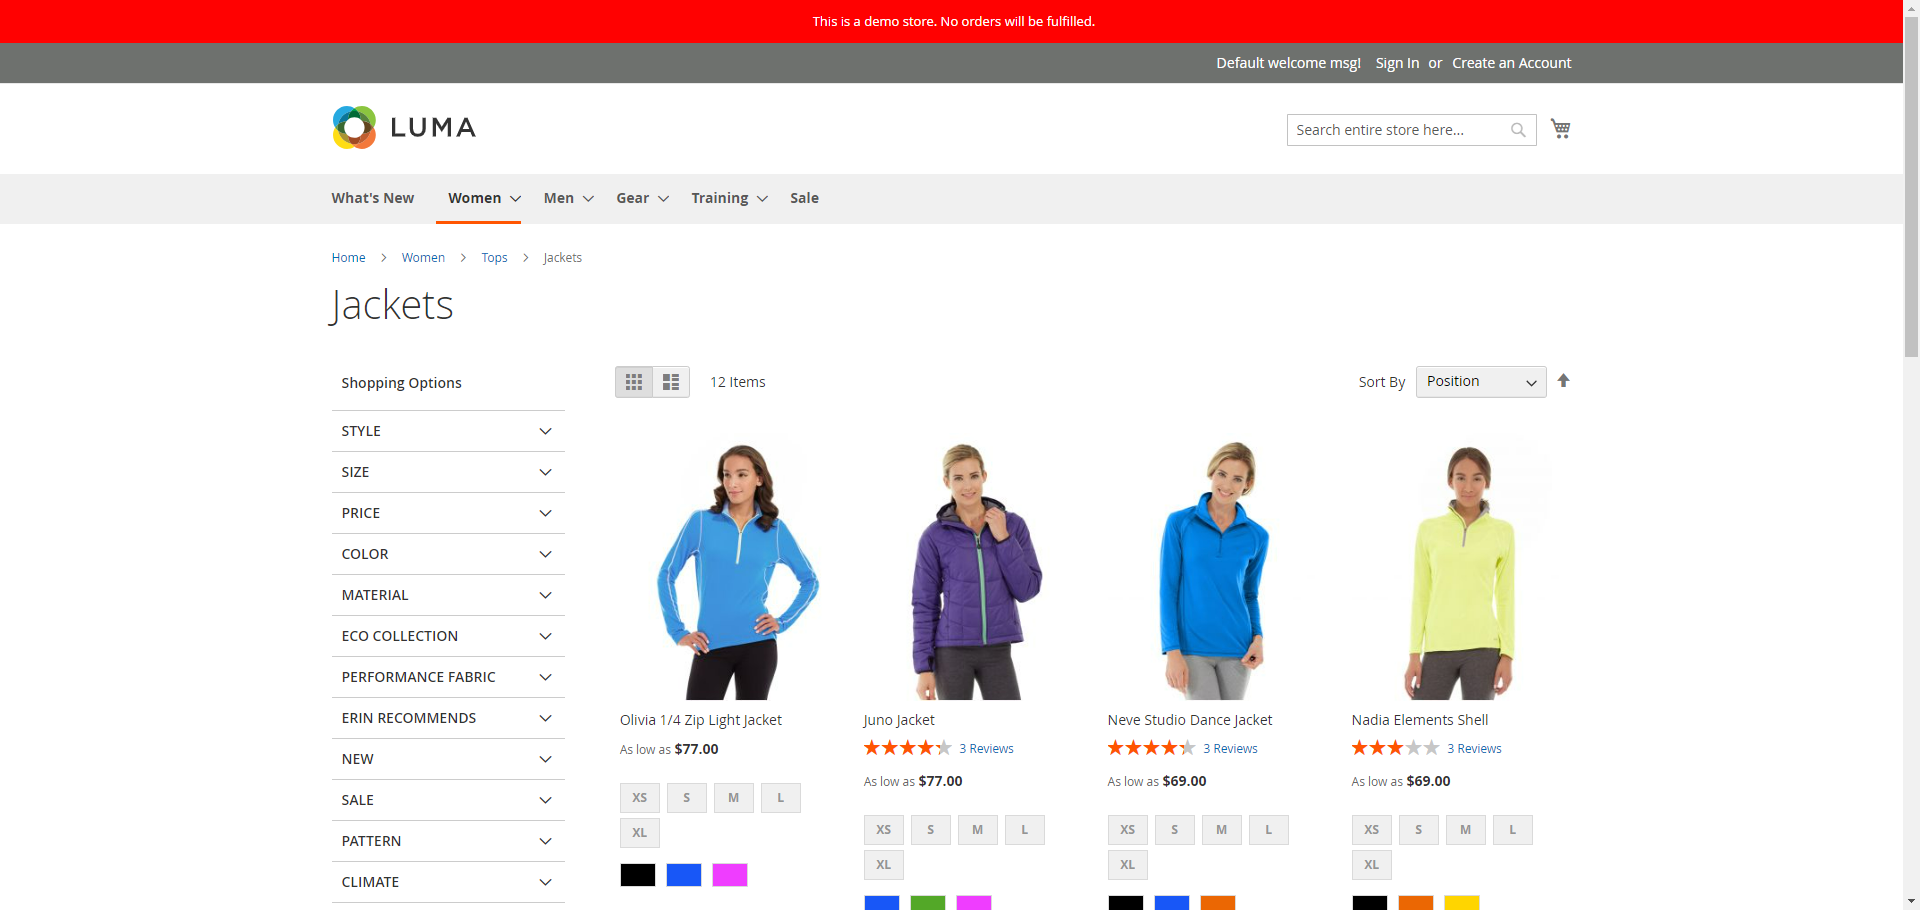 This is a demo store. No orders will be fulfilled.
Default welcome msg! Sign In or Create an Account
LUMA
Search entire store here...
What's New Women Men Gear Training Sale
Home Women Tops Jackets
Jackets
Shopping Options
12 Items
Sort By Position
STYLE
SIZE
PRICE
COLOR
MATERIAL
ECO COLLECTION
PERFORMANCE FABRIC
ERIN RECOMMENDS
NEW
SALE
PATTERN
CLIMATE
Olivia 1/4 Zip Light Jacket
As low as $77.00
XS S M L
XL
Juno Jacket
3 Reviews
As low as $77.00
XS S M L
XL
Neve Studio Dance Jacket
3 Reviews
As low as $69.00
XS S M L
XL
Nadia Elements Shell
3 Reviews
As low as $69.00
XS S M L
XL